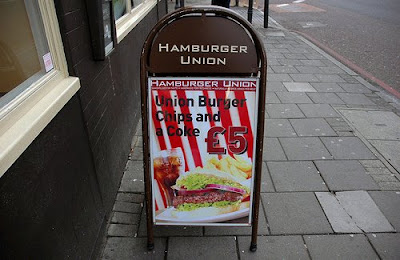 HAMBURGER
UNION
HAMBURGER UNION
Union Burger
Chips and
a Coke £5